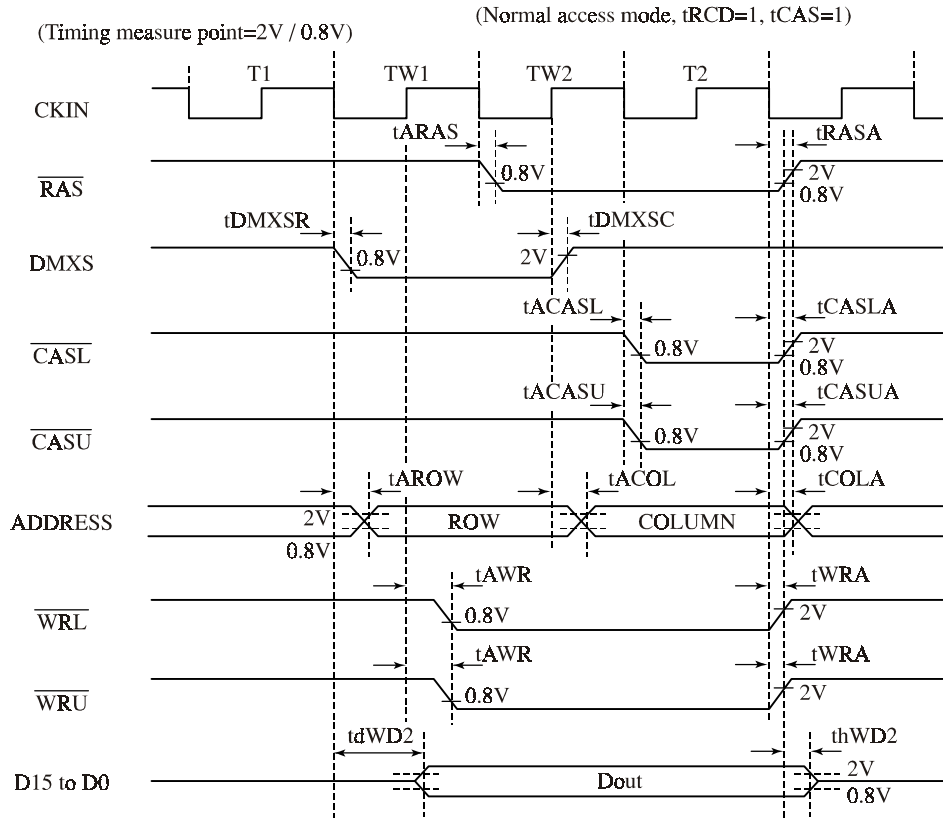 (Timing measure point=2V / 0.8V)
(Normal access mode, tRCD=1, tCAS=1)
T1 TW1 TW2 T2
CKIN
tARAS tRASA
RAS 0.8V 2V
0.8V
tDMXSR tDMXSC
DMXS 0.8V 2V
tACASL tCASLA
CASL 0.8V 2V
0.8V
tACASU tCASUA
CASU 0.8V 2V
0.8V
tAROW tACOL tCOLA
ADDRESS 2V ROW COLUMN
0.8V
tAWR tWRA
WRL 0.8V 2V
tAWR tWRA
WRU 0.8V 2V
tdWD2 thWD2
D15 to D0 Dout 2V
0.8V